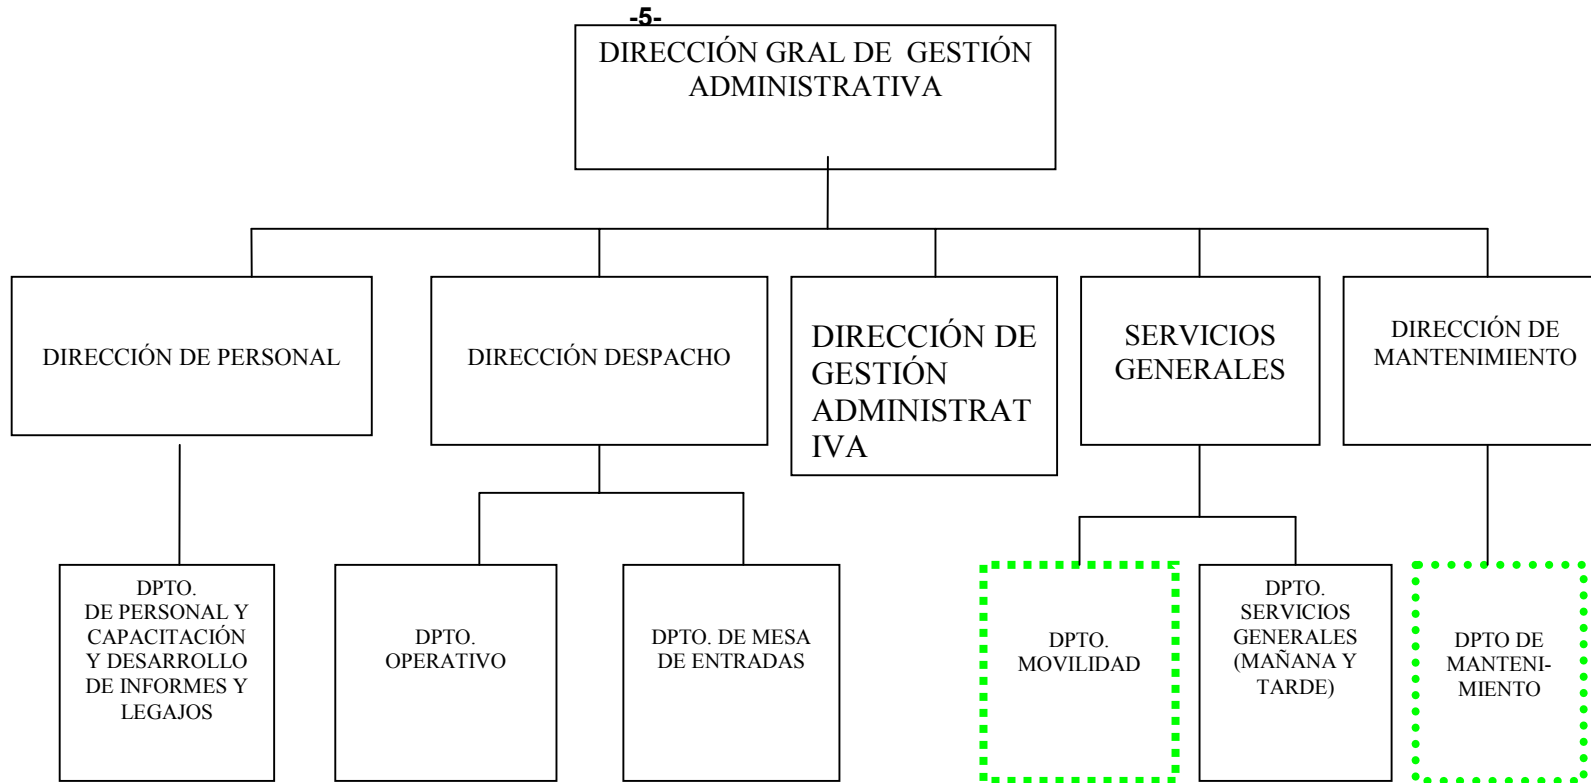 -5-
DIRECCIÓN GRAL DE GESTIÓN
ADMINISTRATIVA
DIRECCIÓN DE PERSONAL
DIRECCIÓN DESPACHO
DIRECCIÓN DE
GESTIÓN
ADMINISTRAT
IVA
SERVICIOS
GENERALES
DIRECCIÓN DE
MANTENIMIENTO
DPTO.
DE PERSONAL Y
CAPACITACIÓN
Y DESARROLLO
DE INFORMES Y
LEGAJOS
DPTO.
OPERATIVO
DPTO. DE MESA
DE ENTRADAS
DPTO.
MOVILIDAD
DPTO.
SERVICIOS
GENERALES
(MAÑANA Y
TARDE)
DPTO DE
MANTENI-
MIENTO